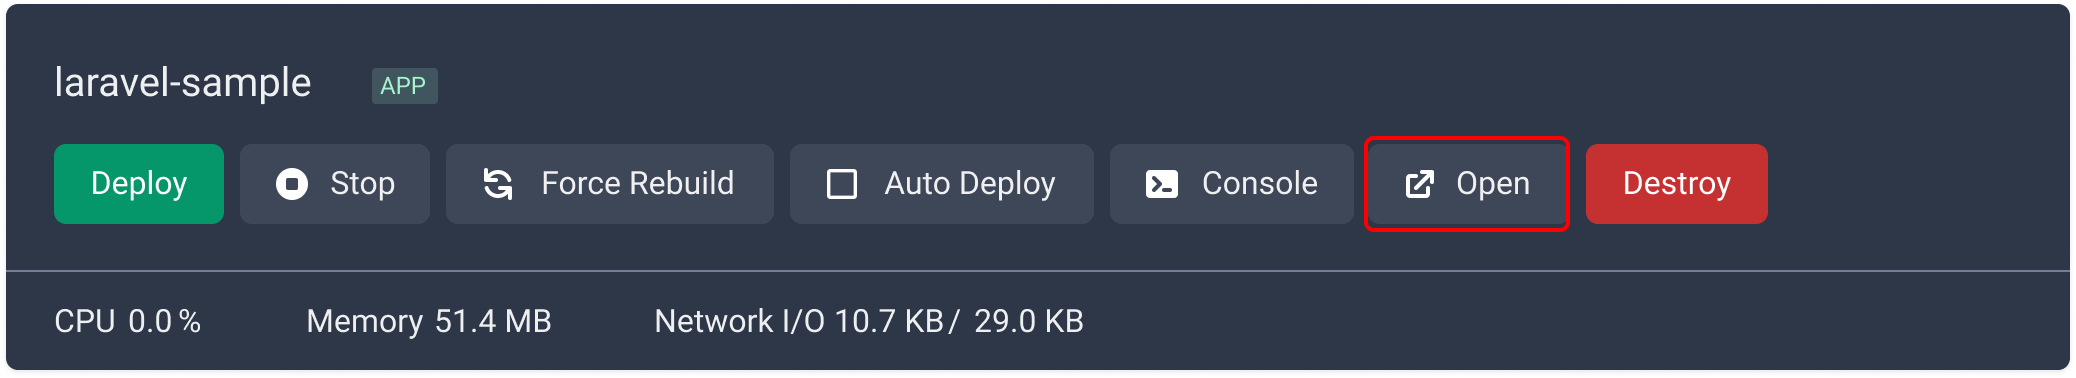 laravel-sample APP
Deploy Stop Force Rebuild Auto Deploy Console Open Destroy
CPU 0.0 % Memory 51.4 MB Network I/O 10.7 KB / 29.0 KB